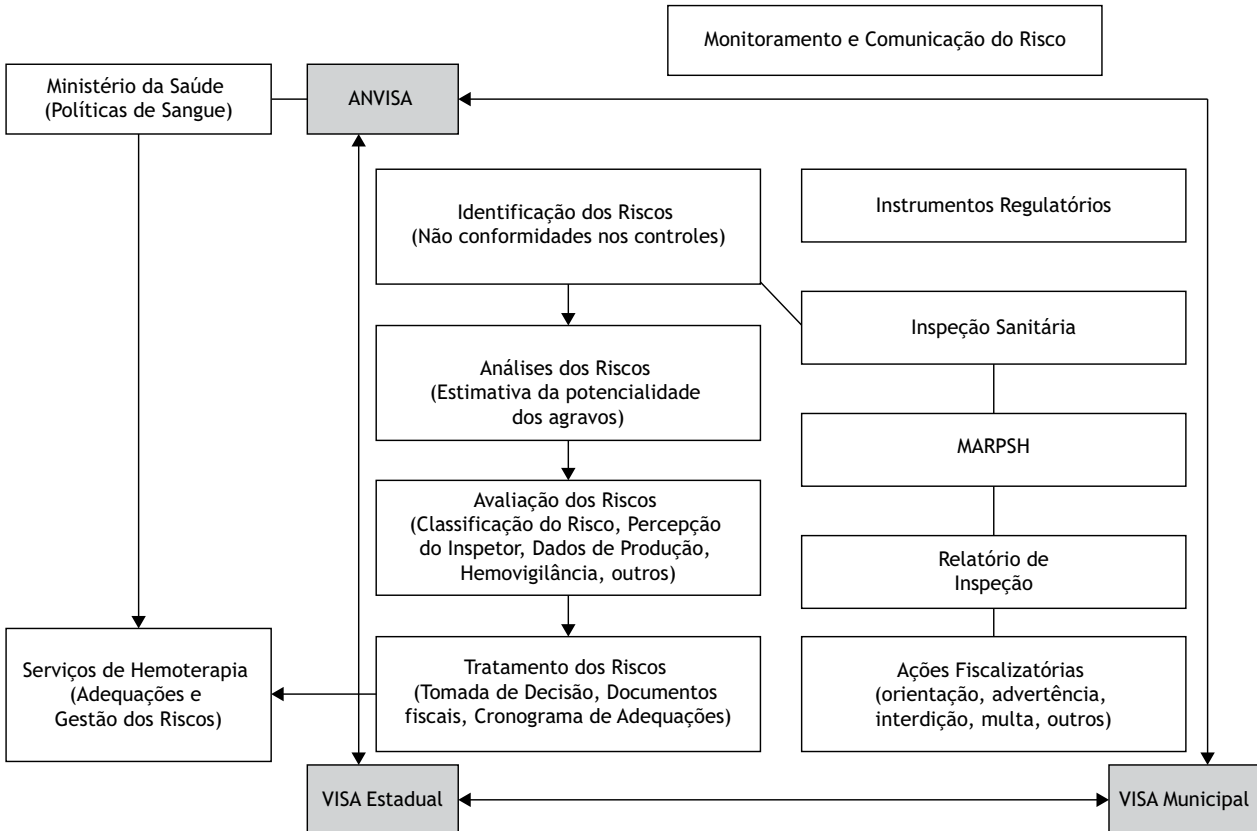 Monitoramento e Comunicação do Risco
Ministério da Saúde
(Políticas de Sangue)
ANVISA
Identificação dos Riscos
(Não conformidades nos controles)
Instrumentos Regulatórios
Inspeção Sanitária
Análises dos Riscos
(Estimativa da potencialidade
dos agravos)
MARPSH
Avaliação dos Riscos
(Classificação do Risco, Percepção
do Inspetor, Dados de Produção,
Hemovigilância, outros)
Relatório de
Inspeção
Serviços de Hemoterapia
(Adequações e
Gestão dos Riscos)
Tratamento dos Riscos
(Tomada de Decisão, Documentos
fiscais, Cronograma de Adequações)
Ações Fiscalizatórias
(orientação, advertência,
interdição, multa, outros)
VISA Estadual
VISA Municipal